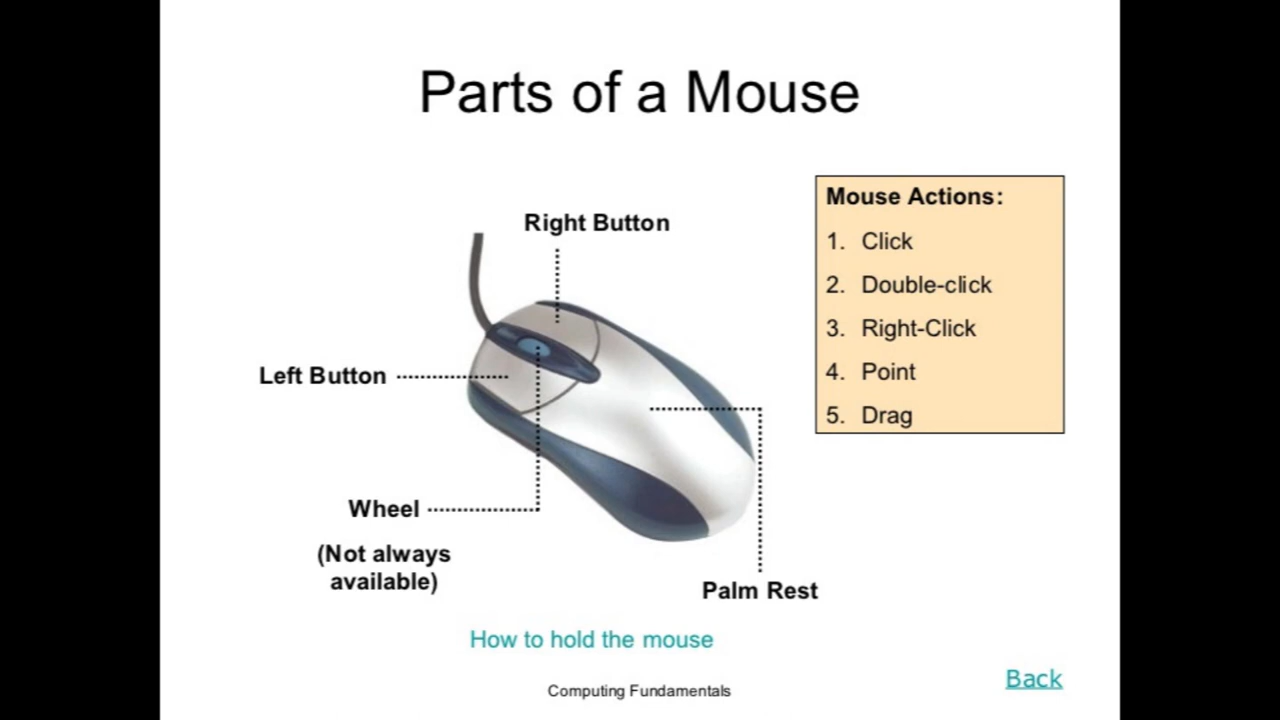 Parts of a Mouse
Right Button
Left Button
Wheel
(Not always
available)
Palm Rest
Mouse Actions:
1. Click
2. Double-click
3. Right-Click
4. Point
5. Drag
How to hold the mouse
Computing Fundamentals
Back